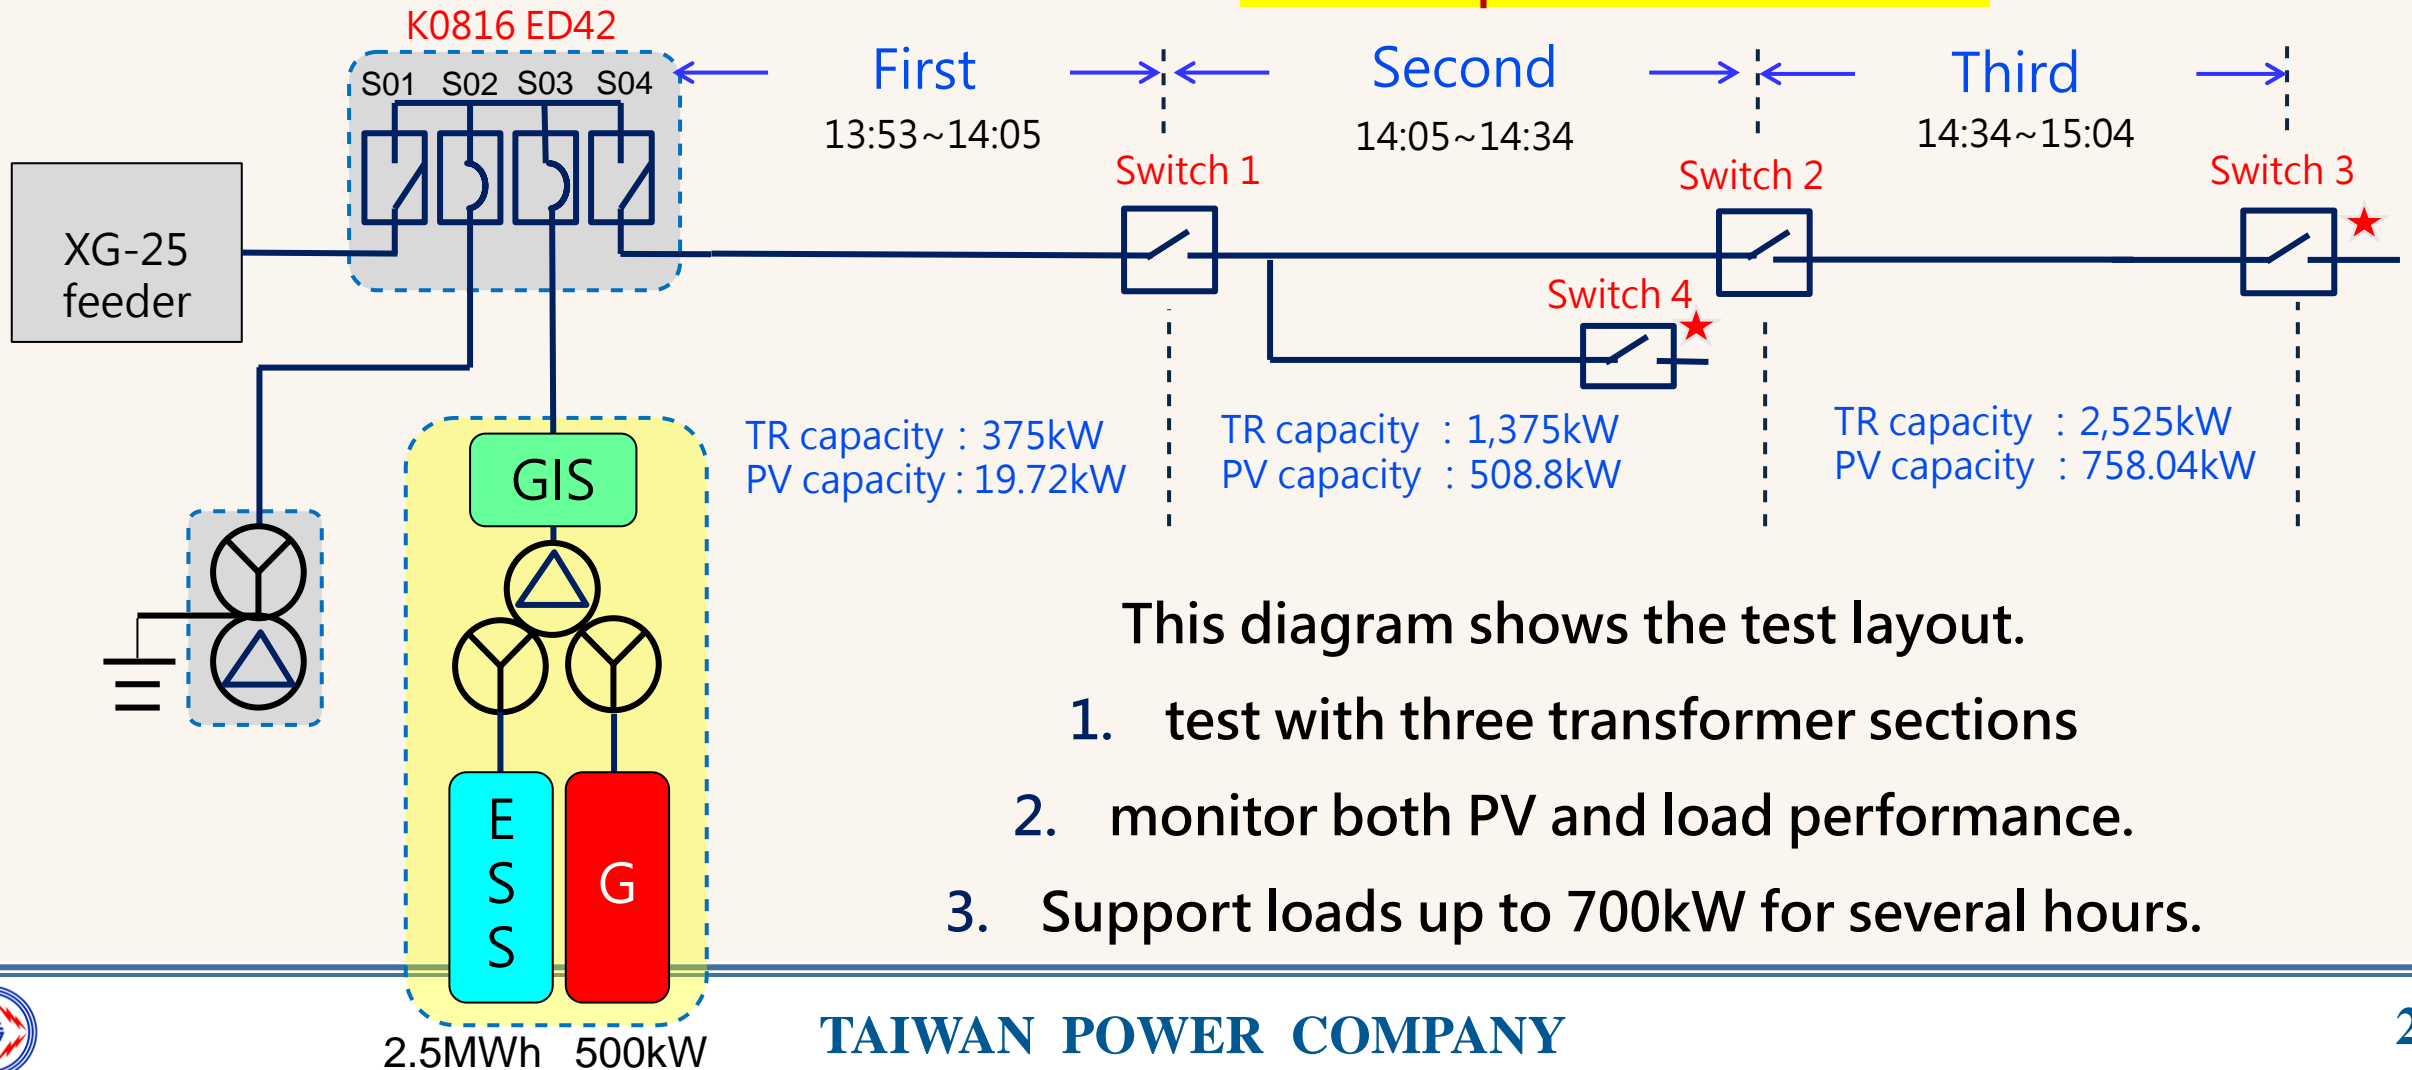 K0816 ED42
S01 S02 S03 S04
First
Second
Third
13:53~14:05
14:05~14:34
14:34~15:04
Switch 1
Switch 2
Switch 3
XG-25
feeder
Switch 4
TR capacity : 375kW
PV capacity : 19.72kW
TR capacity : 1,375kW
PV capacity : 508.8kW
TR capacity : 2,525kW
PV capacity : 758.04kW
GIS
E
S
S
G
2.5MWh 500kW
This diagram shows the test layout.
1. test with three transformer sections
2. monitor both PV and load performance.
3. Support loads up to 700kW for several hours.
TAIWAN POWER COMPANY